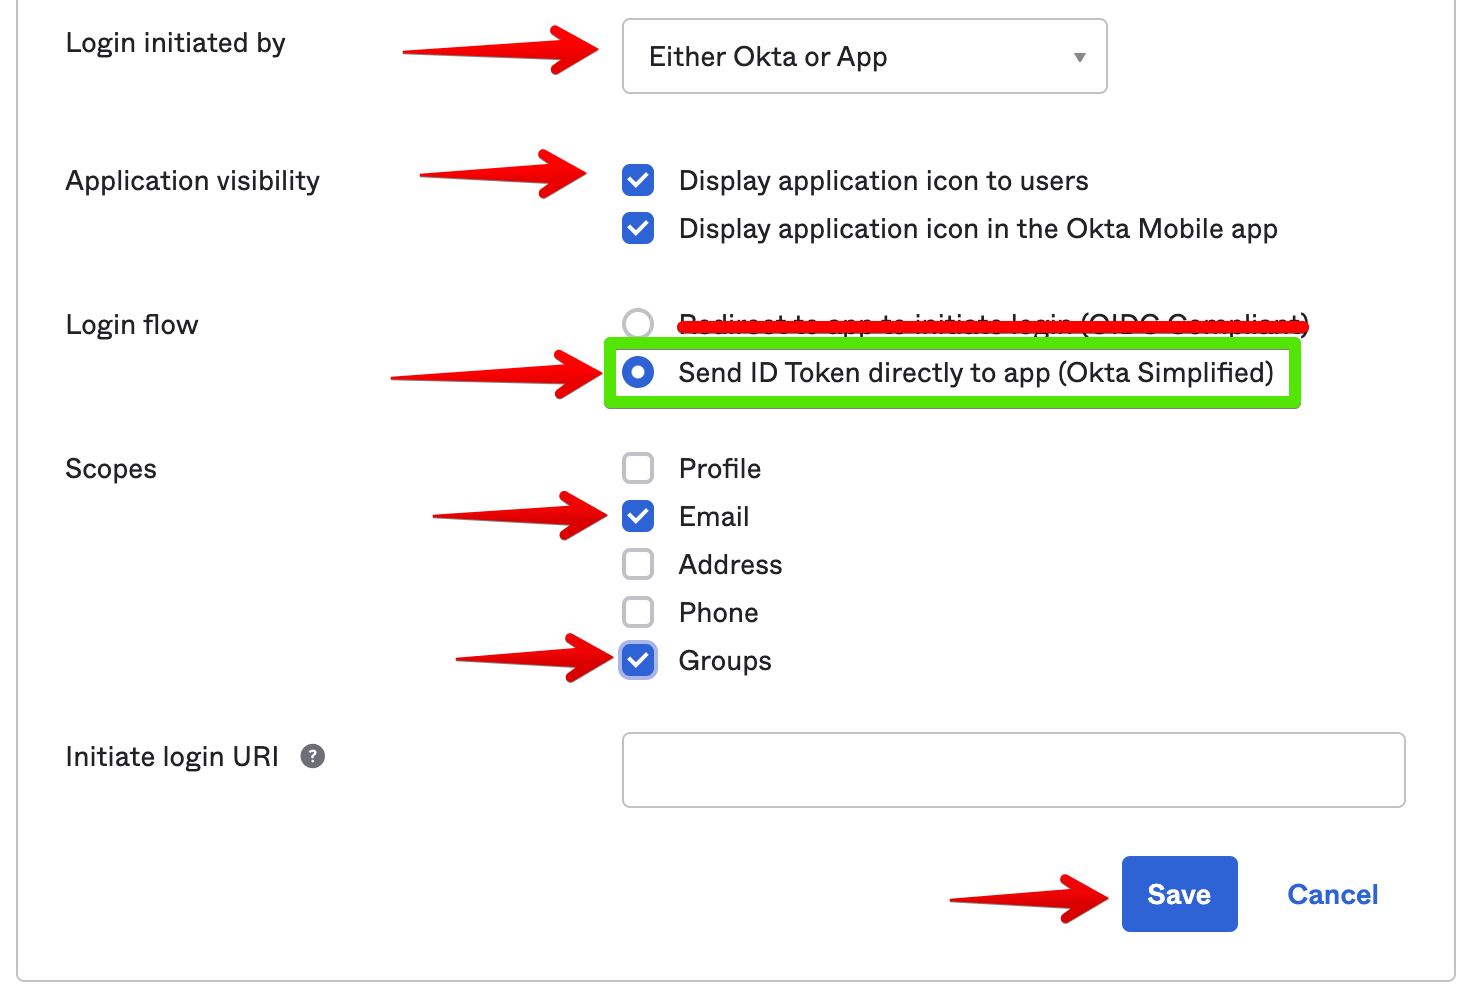 Login initiated by
Either Okta or App
Application visibility
Display application icon to users
Display application icon in the Okta Mobile app
Login flow
Redirect to app to initiate login (OIDC Compliant)
Send ID Token directly to app (Okta Simplified)
Scopes
Profile
Email
Address
Phone
Groups
Initiate login URI ?
Save
Cancel